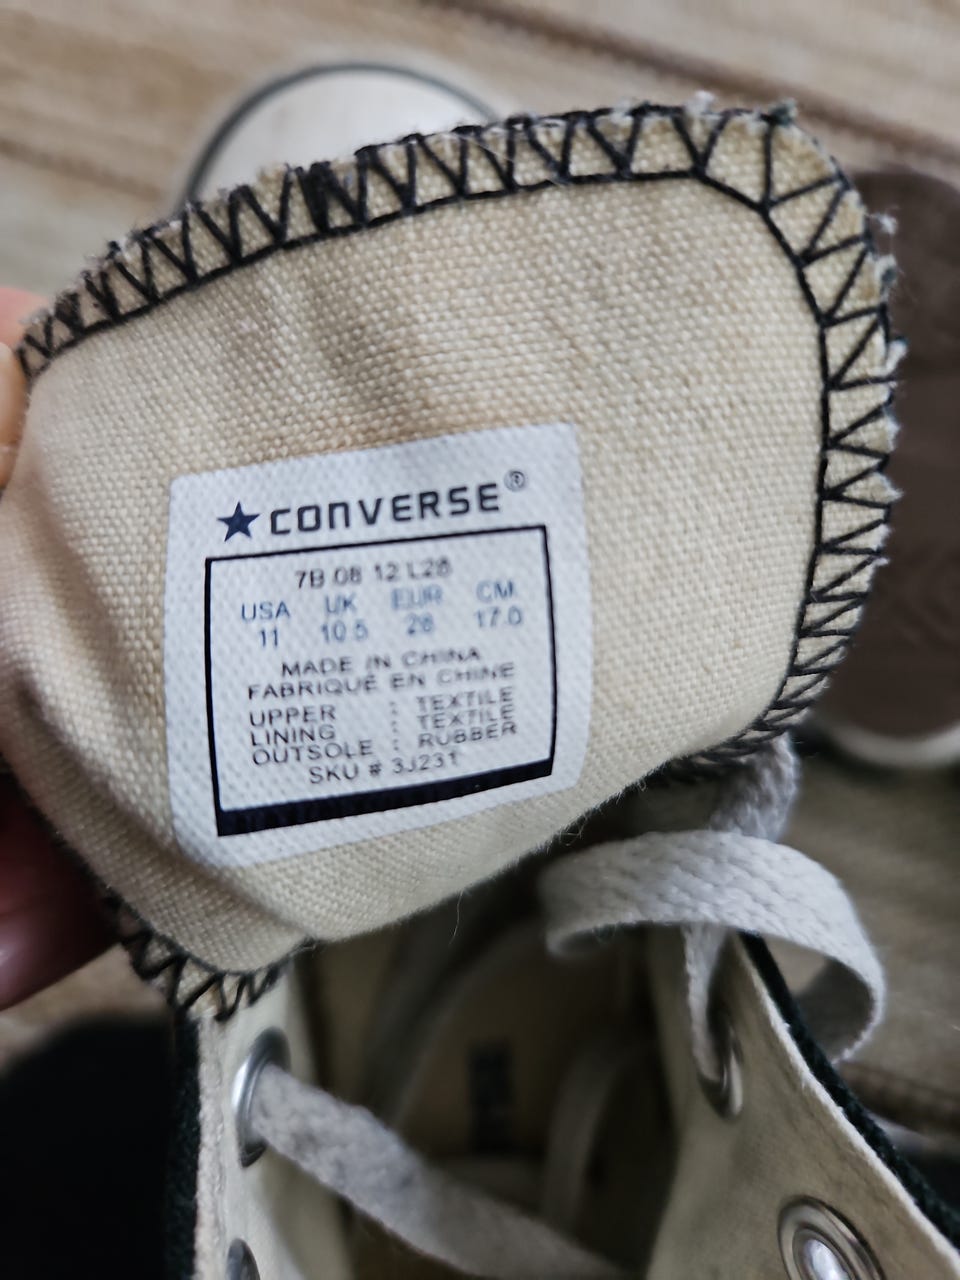 CONVERSE®
7B 08 12 L28
USA UK EUR CM
11 10.5 28 17.0
MADE IN CHINA
FABRIQUÉ EN CHINE
UPPER : TEXTILE
LINING : TEXTILE
OUTSOLE : RUBBER
SKU # 3J231